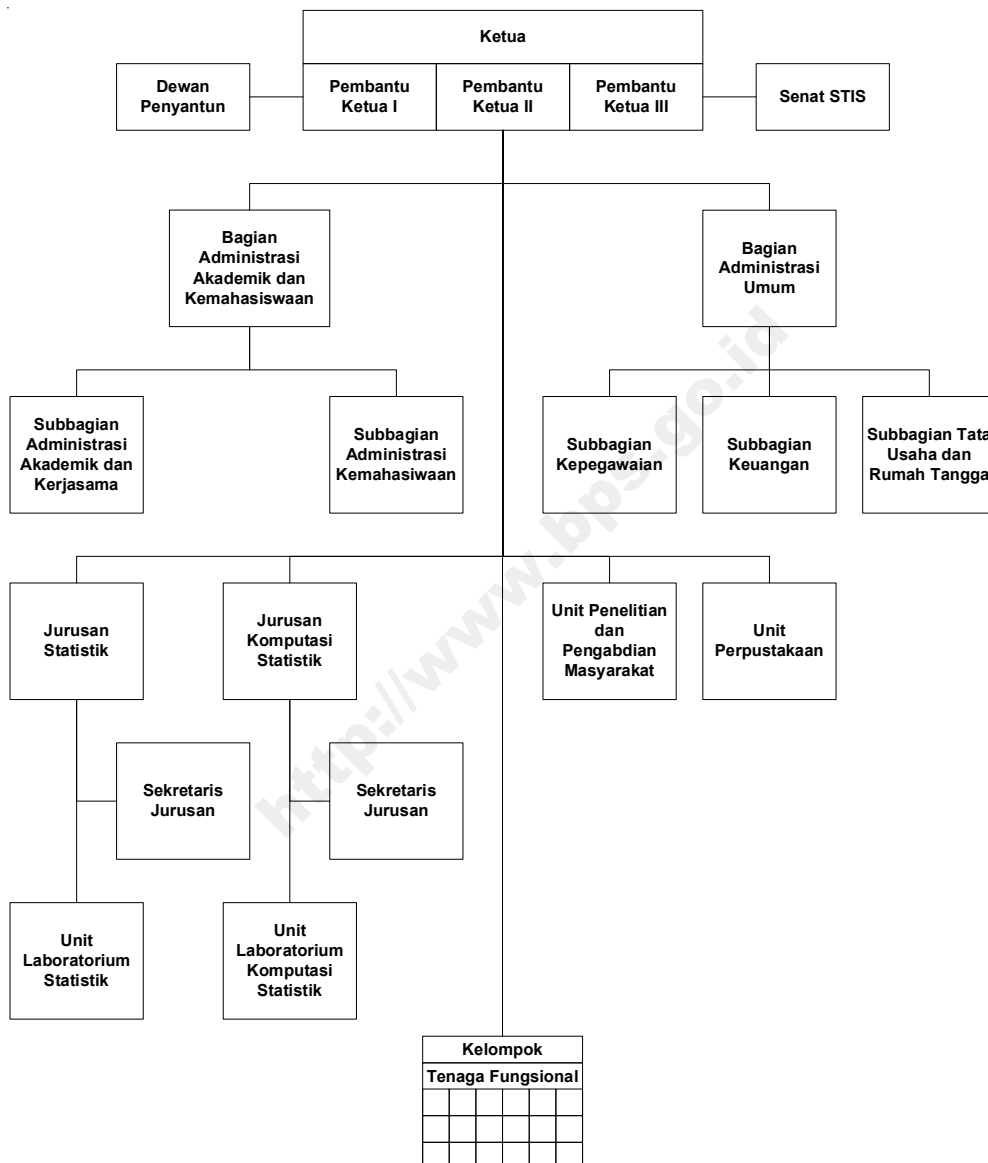 Ketua
Dewan
Penyantun
Pembantu
Ketua I
Pembantu
Ketua II
Pembantu
Ketua III
Senat STIS
Bagian
Administrasi
Akademik dan
Kemahasiswaan
Bagian
Administrasi
Umum
Subbagian
Administrasi
Akademik dan
Kerjasama
Subbagian
Administrasi
Kemahasiwaan
Subbagian
Kepegawaian
Subbagian
Keuangan
Subbagian Tata
Usaha dan
Rumah Tangga
Jurusan
Statistik
Jurusan
Komputasi
Statistik
Unit Penelitian
dan
Pengabdian
Masyarakat
Unit
Perpustakaan
Sekretaris
Jurusan
Sekretaris
Jurusan
Unit
Laboratorium
Statistik
Unit
Laboratorium
Komputasi
Statistik
Kelompok
Tenaga Fungsional
http://www.bps.go.id